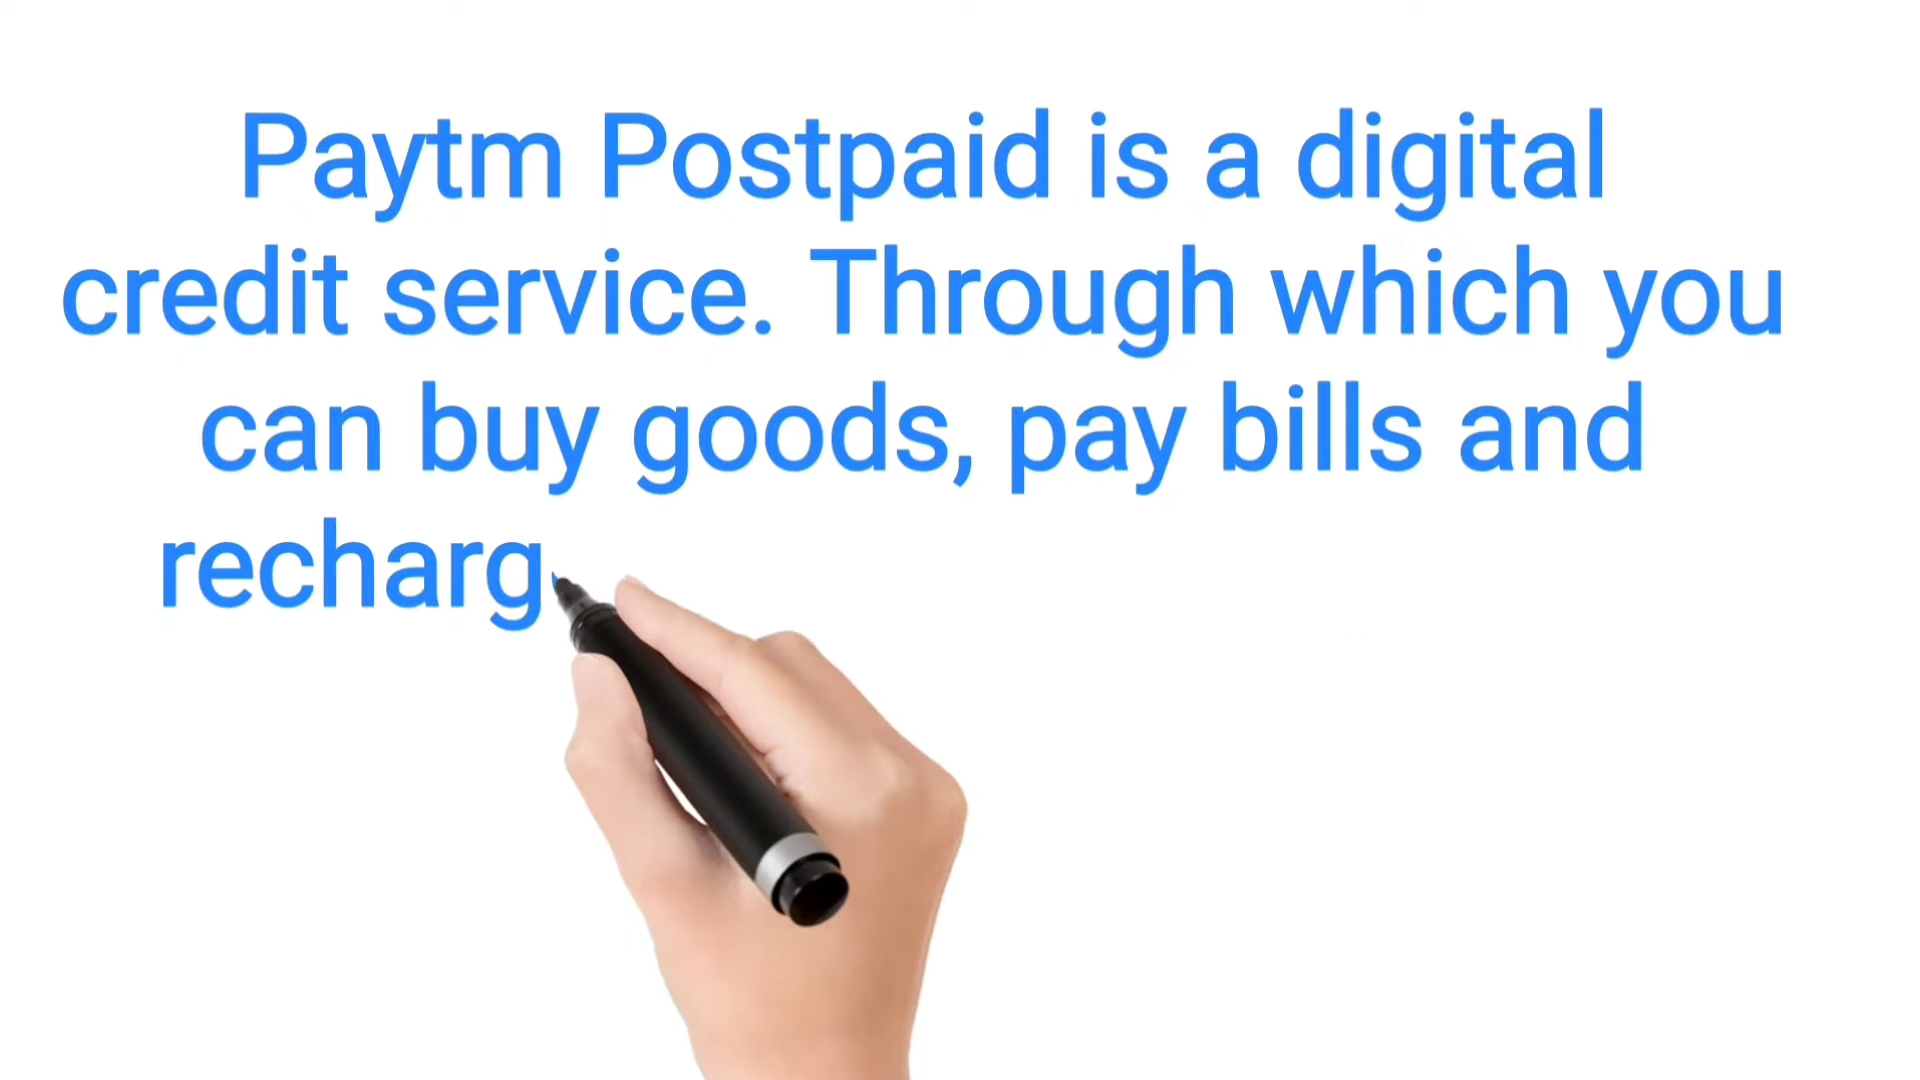 Paytm Postpaid is a digital
credit service. Through which you
can buy goods, pay bills and
recharg